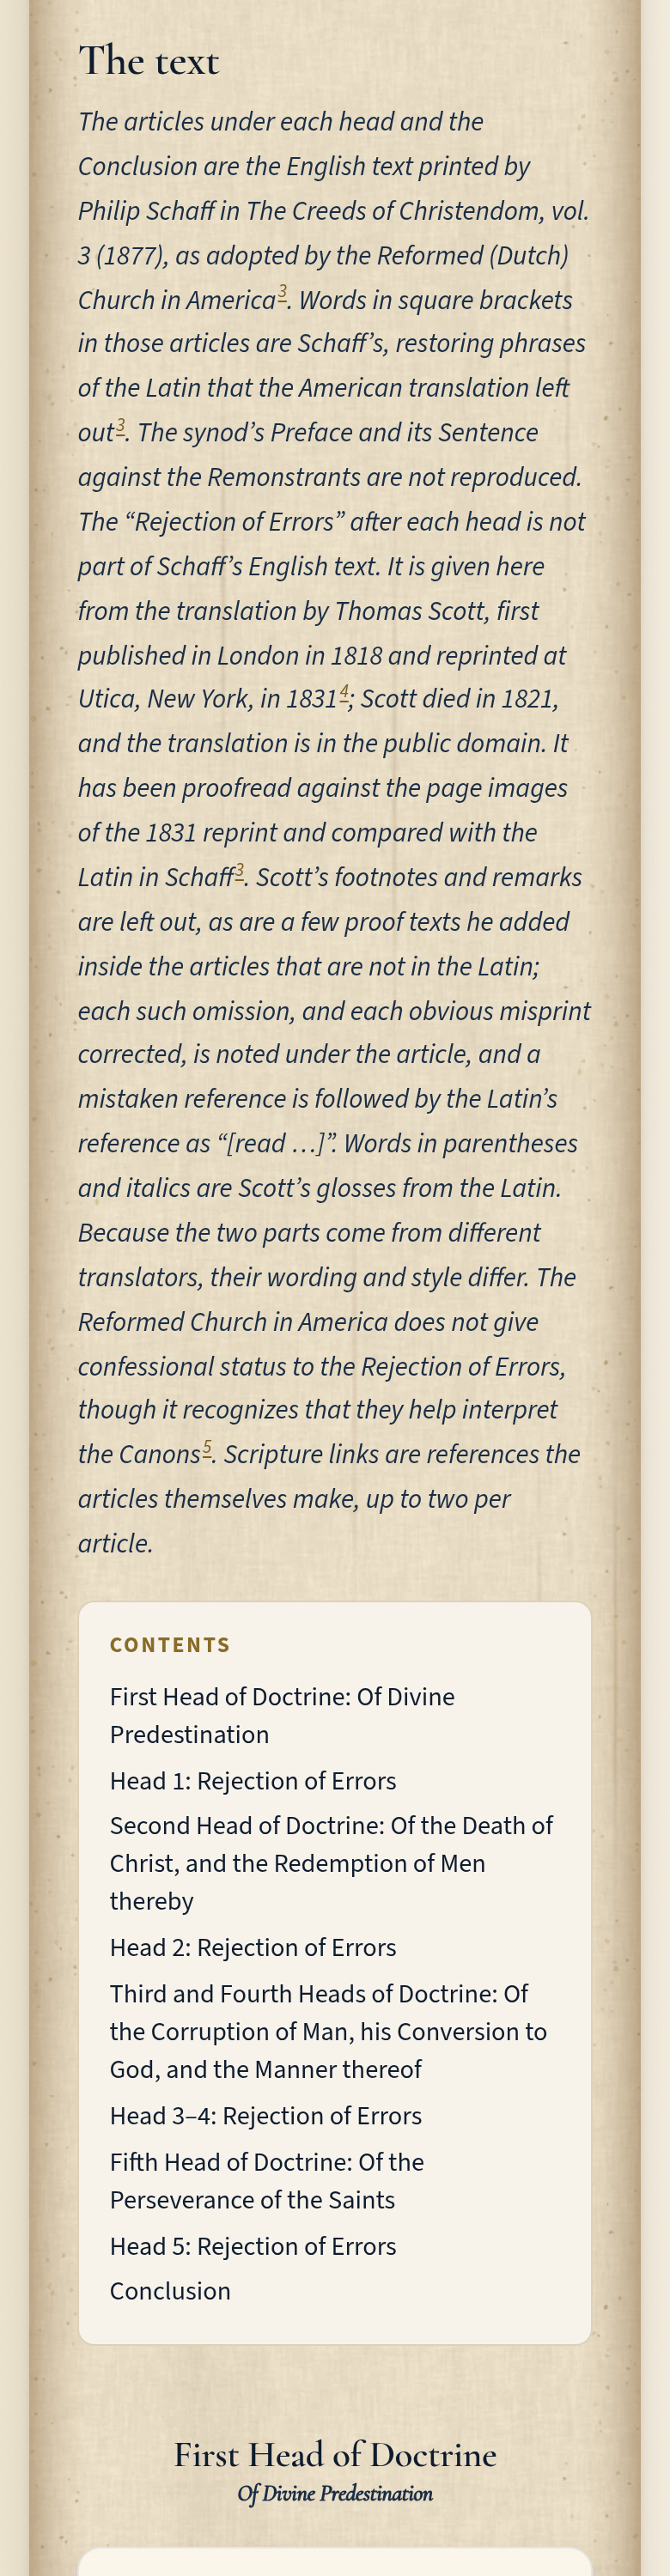 The text
The articles under each head and the
Conclusion are the English text printed by
Philip Schaff in The Creeds of Christendom, vol.
3 (1877), as adopted by the Reformed (Dutch)
Church in America3. Words in square brackets
in those articles are Schaff’s, restoring phrases
of the Latin that the American translation left
out3. The synod’s Preface and its Sentence
against the Remonstrants are not reproduced.
The “Rejection of Errors” after each head is not
part of Schaff’s English text. It is given here
from the translation by Thomas Scott, first
published in London in 1818 and reprinted at
Utica, New York, in 18314; Scott died in 1821,
and the translation is in the public domain. It
has been proofread against the page images
of the 1831 reprint and compared with the
Latin in Schaff3. Scott’s footnotes and remarks
are left out, as are a few proof texts he added
inside the articles that are not in the Latin;
each such omission, and each obvious misprint
corrected, is noted under the article, and a
mistaken reference is followed by the Latin’s
reference as “[read …]”. Words in parentheses
and italics are Scott’s glosses from the Latin.
Because the two parts come from different
translators, their wording and style differ. The
Reformed Church in America does not give
confessional status to the Rejection of Errors,
though it recognizes that they help interpret
the Canons5. Scripture links are references the
articles themselves make, up to two per
article.
CONTENTS
First Head of Doctrine: Of Divine
Predestination
Head 1: Rejection of Errors
Second Head of Doctrine: Of the Death of
Christ, and the Redemption of Men
thereby
Head 2: Rejection of Errors
Third and Fourth Heads of Doctrine: Of
the Corruption of Man, his Conversion to
God, and the Manner thereof
Head 3–4: Rejection of Errors
Fifth Head of Doctrine: Of the
Perseverance of the Saints
Head 5: Rejection of Errors
Conclusion
First Head of Doctrine
Of Divine Predestination